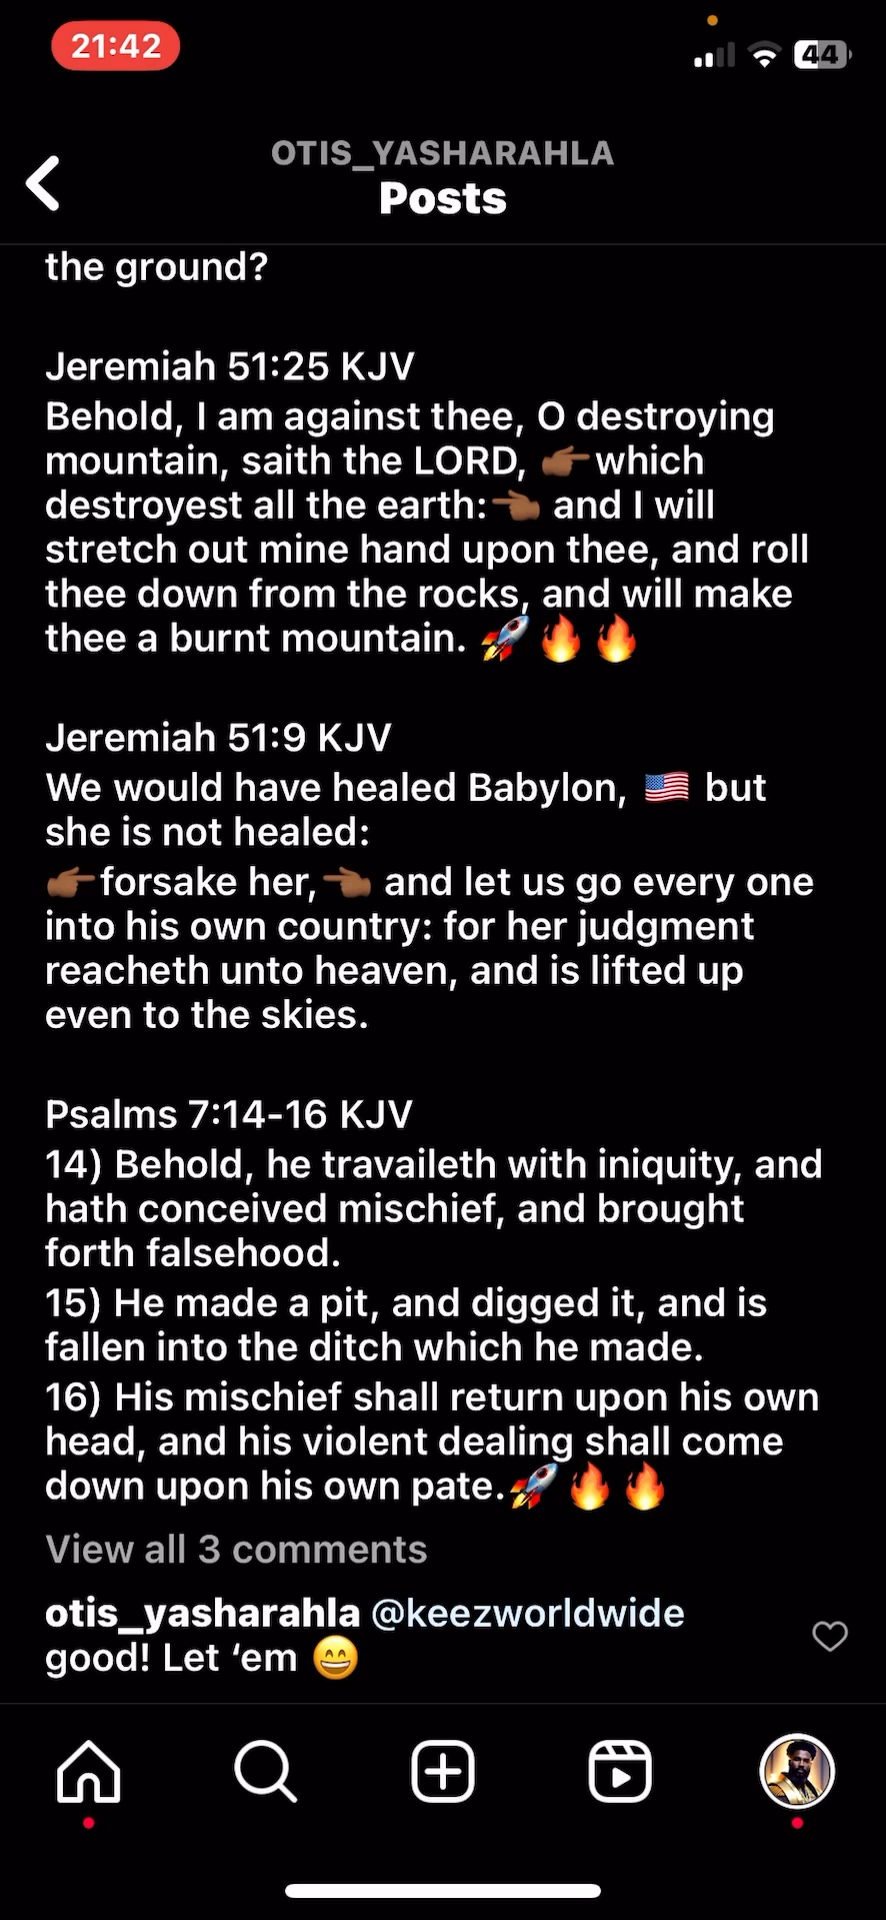 21:42
44
OTIS_YASHARAHLA
Posts
the ground?
Jeremiah 51:25 KJV
Behold, I am against thee, O destroying
mountain, saith the LORD, 👉🏾which
destroyest all the earth:👈🏾 and I will
stretch out mine hand upon thee, and roll
thee down from the rocks, and will make
thee a burnt mountain. 🚀🔥🔥
Jeremiah 51:9 KJV
We would have healed Babylon, 🇺🇸 but
she is not healed:
👉🏾forsake her,👈🏾 and let us go every one
into his own country: for her judgment
reacheth unto heaven, and is lifted up
even to the skies.
Psalms 7:14-16 KJV
14) Behold, he travaileth with iniquity, and
hath conceived mischief, and brought
forth falsehood.
15) He made a pit, and digged it, and is
fallen into the ditch which he made.
16) His mischief shall return upon his own
head, and his violent dealing shall come
down upon his own pate.🚀🔥🔥
View all 3 comments
otis_yasharahla @keezworldwide
good! Let ‘em 😄